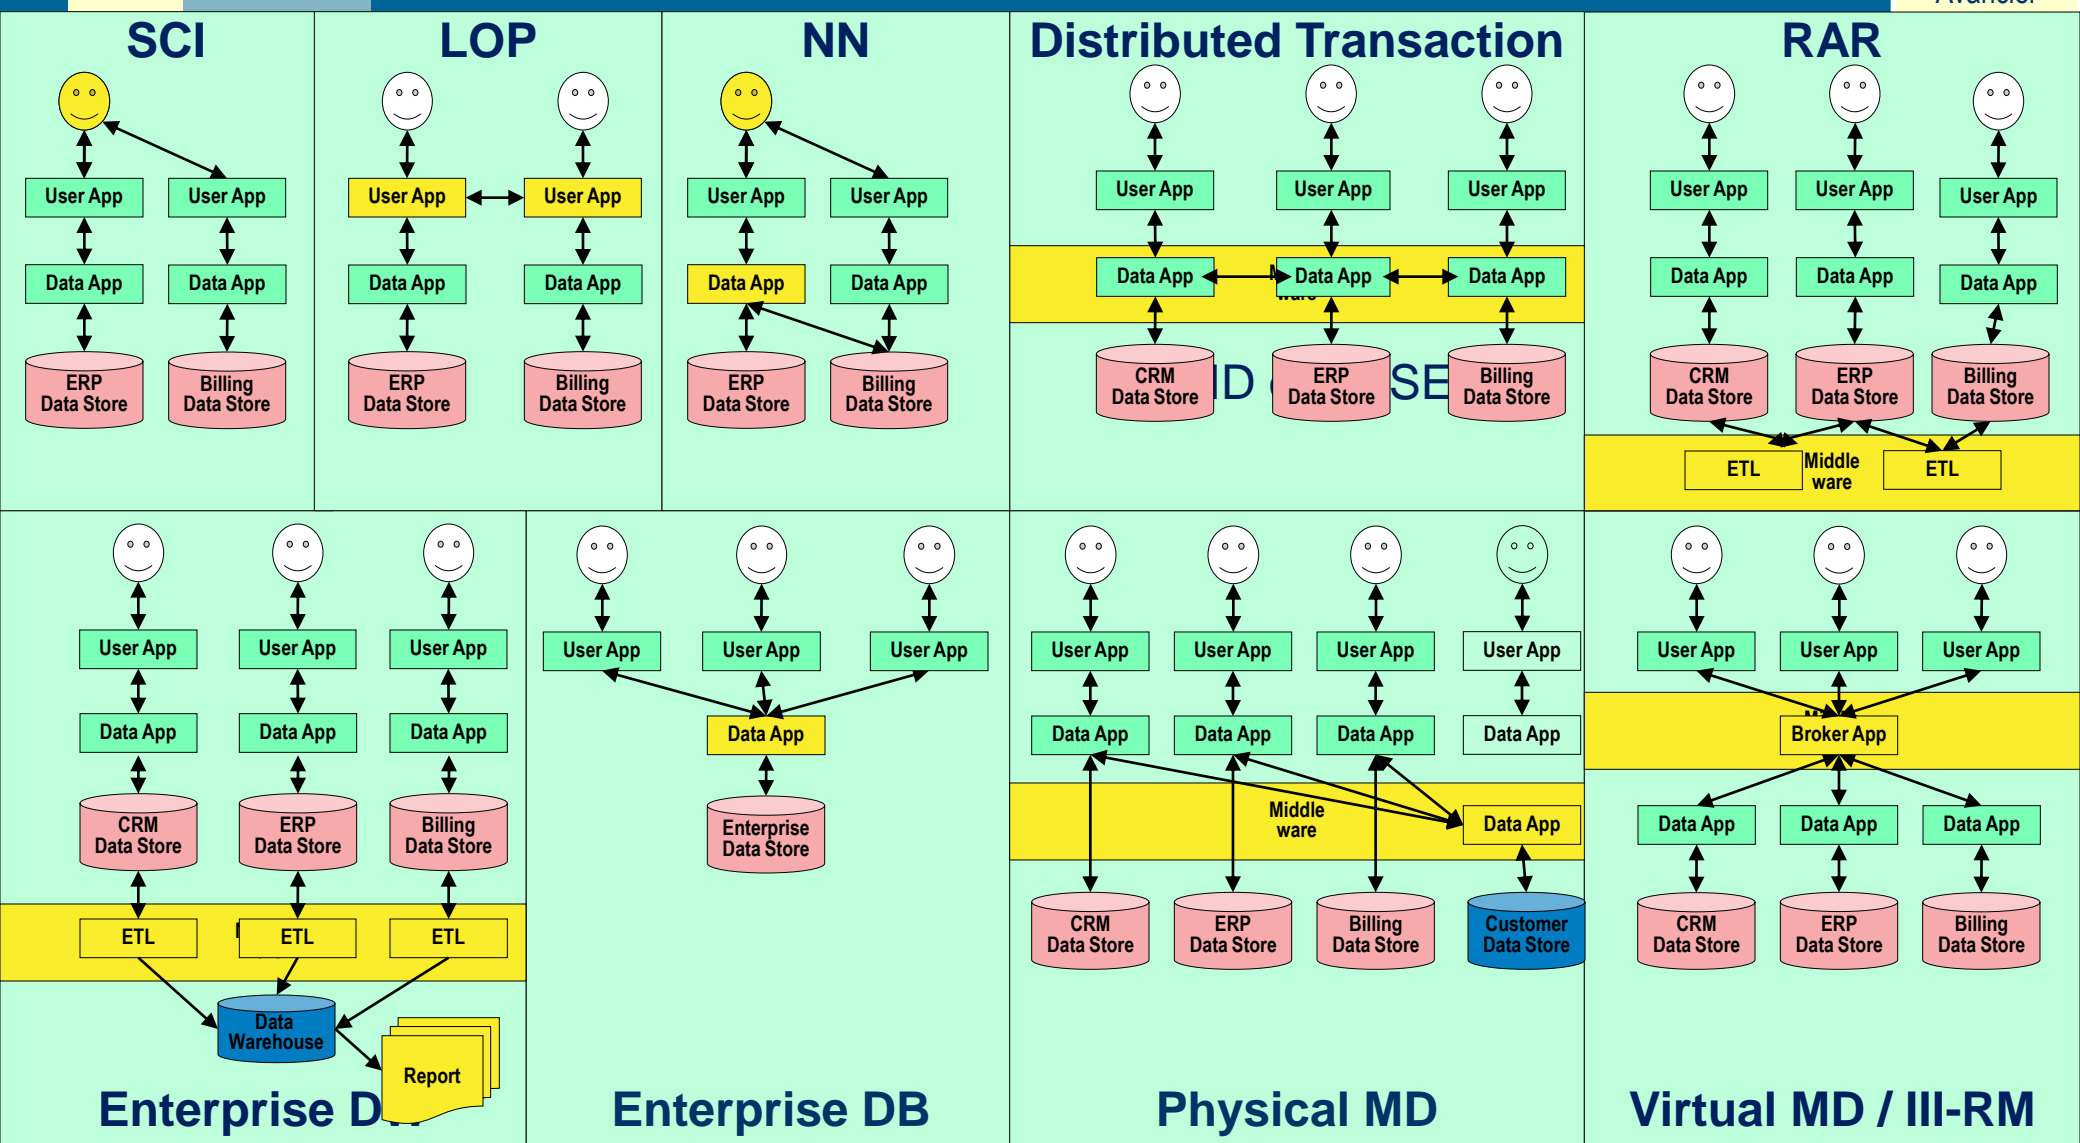 Avancier
SCI
LOP
NN
Distributed Transaction
RAR
User App
User App
User App
User App
User App
User App
User App
User App
User App
User App
User App
User App
Data App
Data App
Data App
Data App
Data App
Data App
Data App
Data App
Data App
Data App
Data App
Data App
ware
ERP
Data Store
Billing
Data Store
ERP
Data Store
Billing
Data Store
ERP
Data Store
Billing
Data Store
CRM
Data Store
ERP
Data Store
Billing
Data Store
CRM
Data Store
ERP
Data Store
Billing
Data Store
ETL
Middle
ware
ETL
User App
User App
User App
Data App
Data App
Data App
CRM
Data Store
ERP
Data Store
Billing
Data Store
ETL
ETL
ETL
Data
Warehouse
Report
Enterprise
User App
User App
User App
Data App
Enterprise
Data Store
Enterprise DB
User App
User App
User App
User App
Data App
Data App
Data App
Data App
Middle
ware
Data App
CRM
Data Store
ERP
Data Store
Billing
Data Store
Customer
Data Store
Physical MD
User App
User App
User App
Broker App
Data App
Data App
Data App
CRM
Data Store
ERP
Data Store
Billing
Data Store
Virtual MD / III-RM